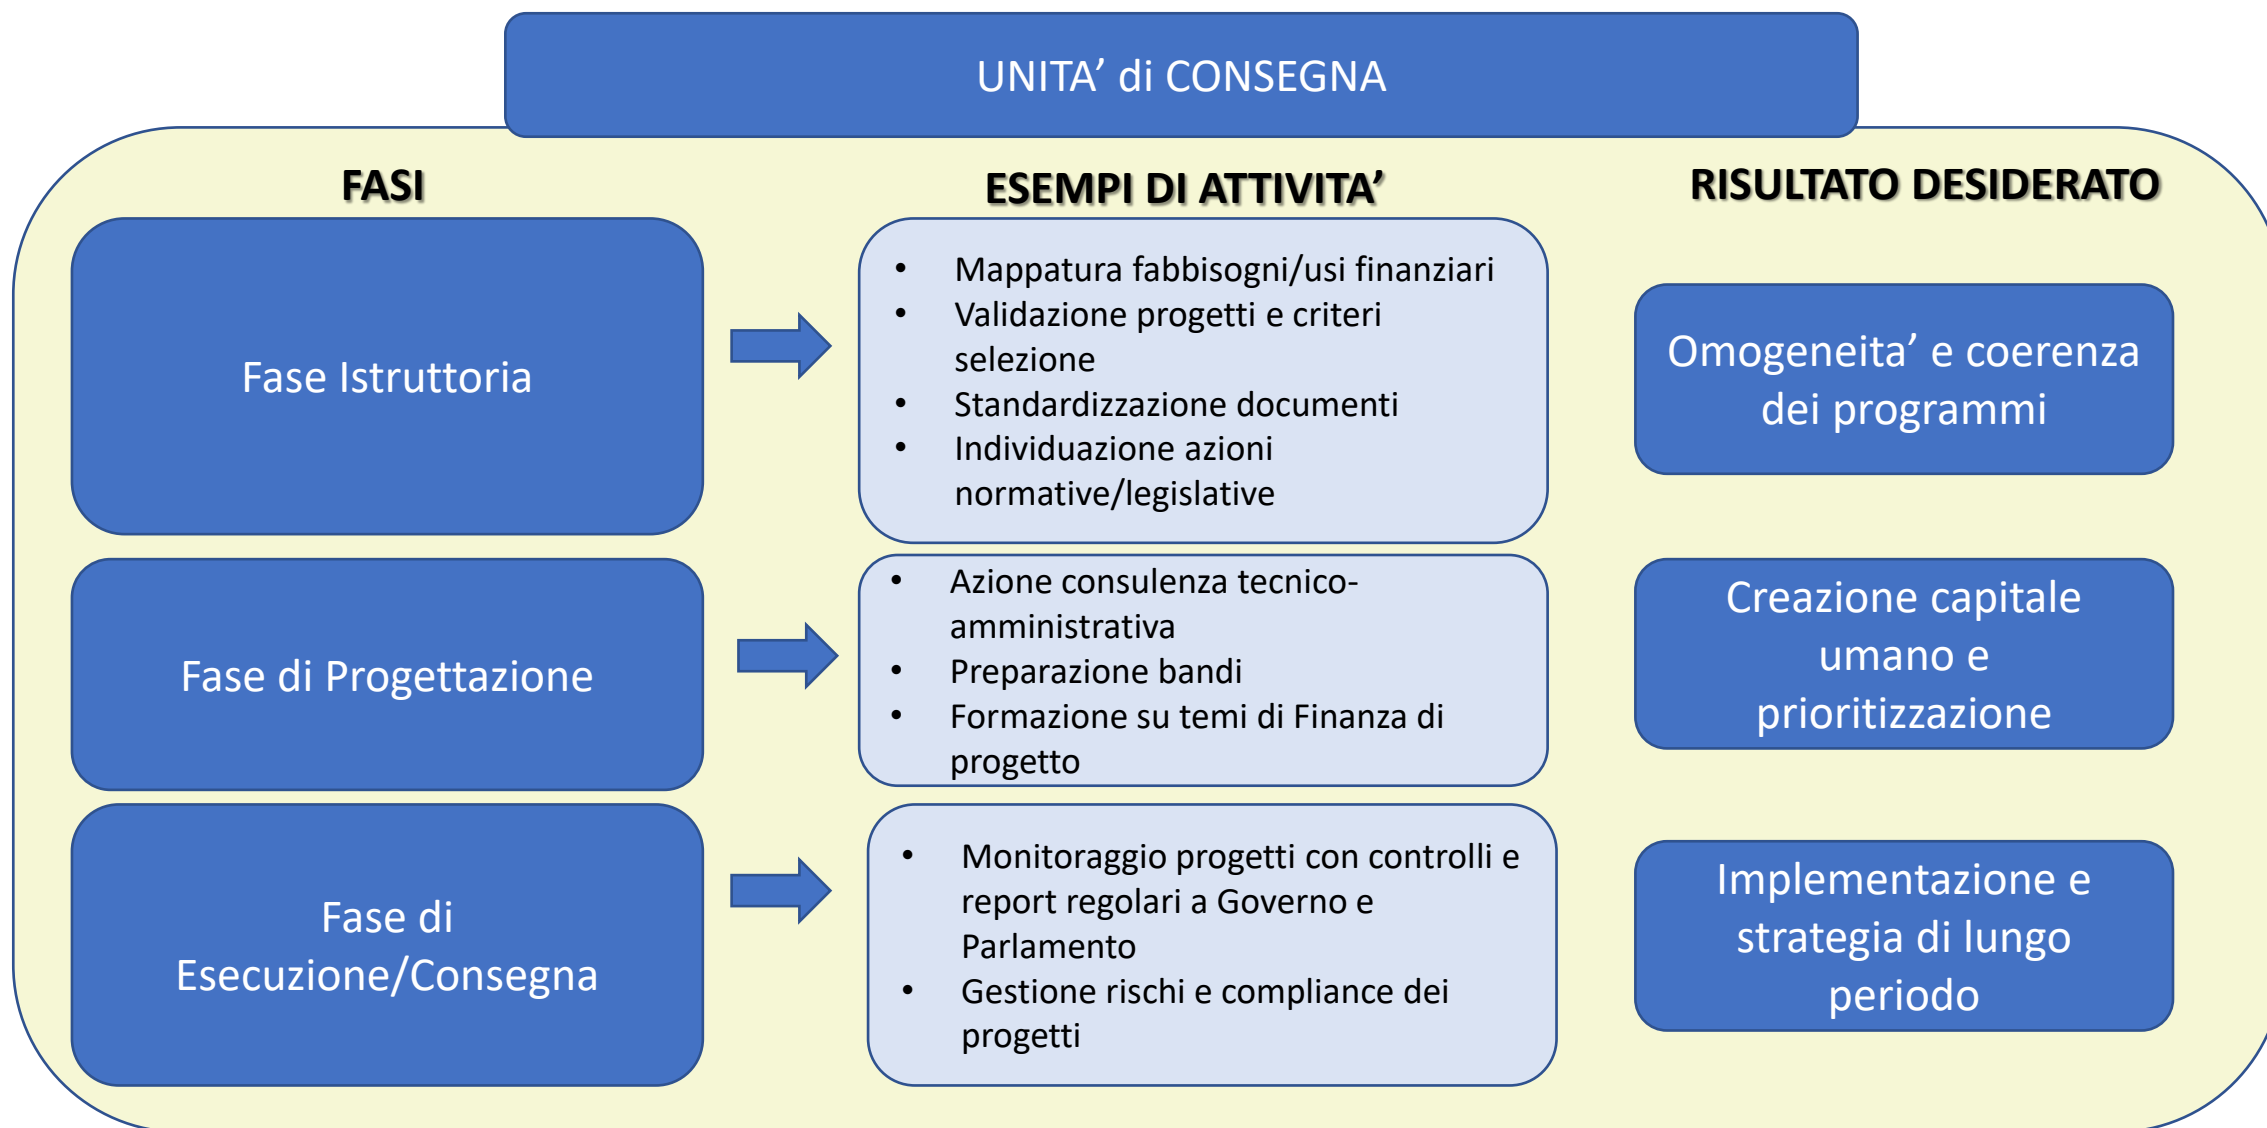 UNITA’ di CONSEGNA
FASI
ESEMPI DI ATTIVITA’
RISULTATO DESIDERATO
Fase Istruttoria
• Mappatura fabbisogni/usi finanziari
• Validazione progetti e criteri
selezione
• Standardizzazione documenti
• Individuazione azioni
normative/legislative
Omogeneita’ e coerenza
dei programmi
Fase di Progettazione
• Azione consulenza tecnico-
amministrativa
• Preparazione bandi
• Formazione su temi di Finanza di
progetto
Creazione capitale
umano e
prioritizzazione
Fase di
Esecuzione/Consegna
• Monitoraggio progetti con controlli e
report regolari a Governo e
Parlamento
• Gestione rischi e compliance dei
progetti
Implementazione e
strategia di lungo
periodo